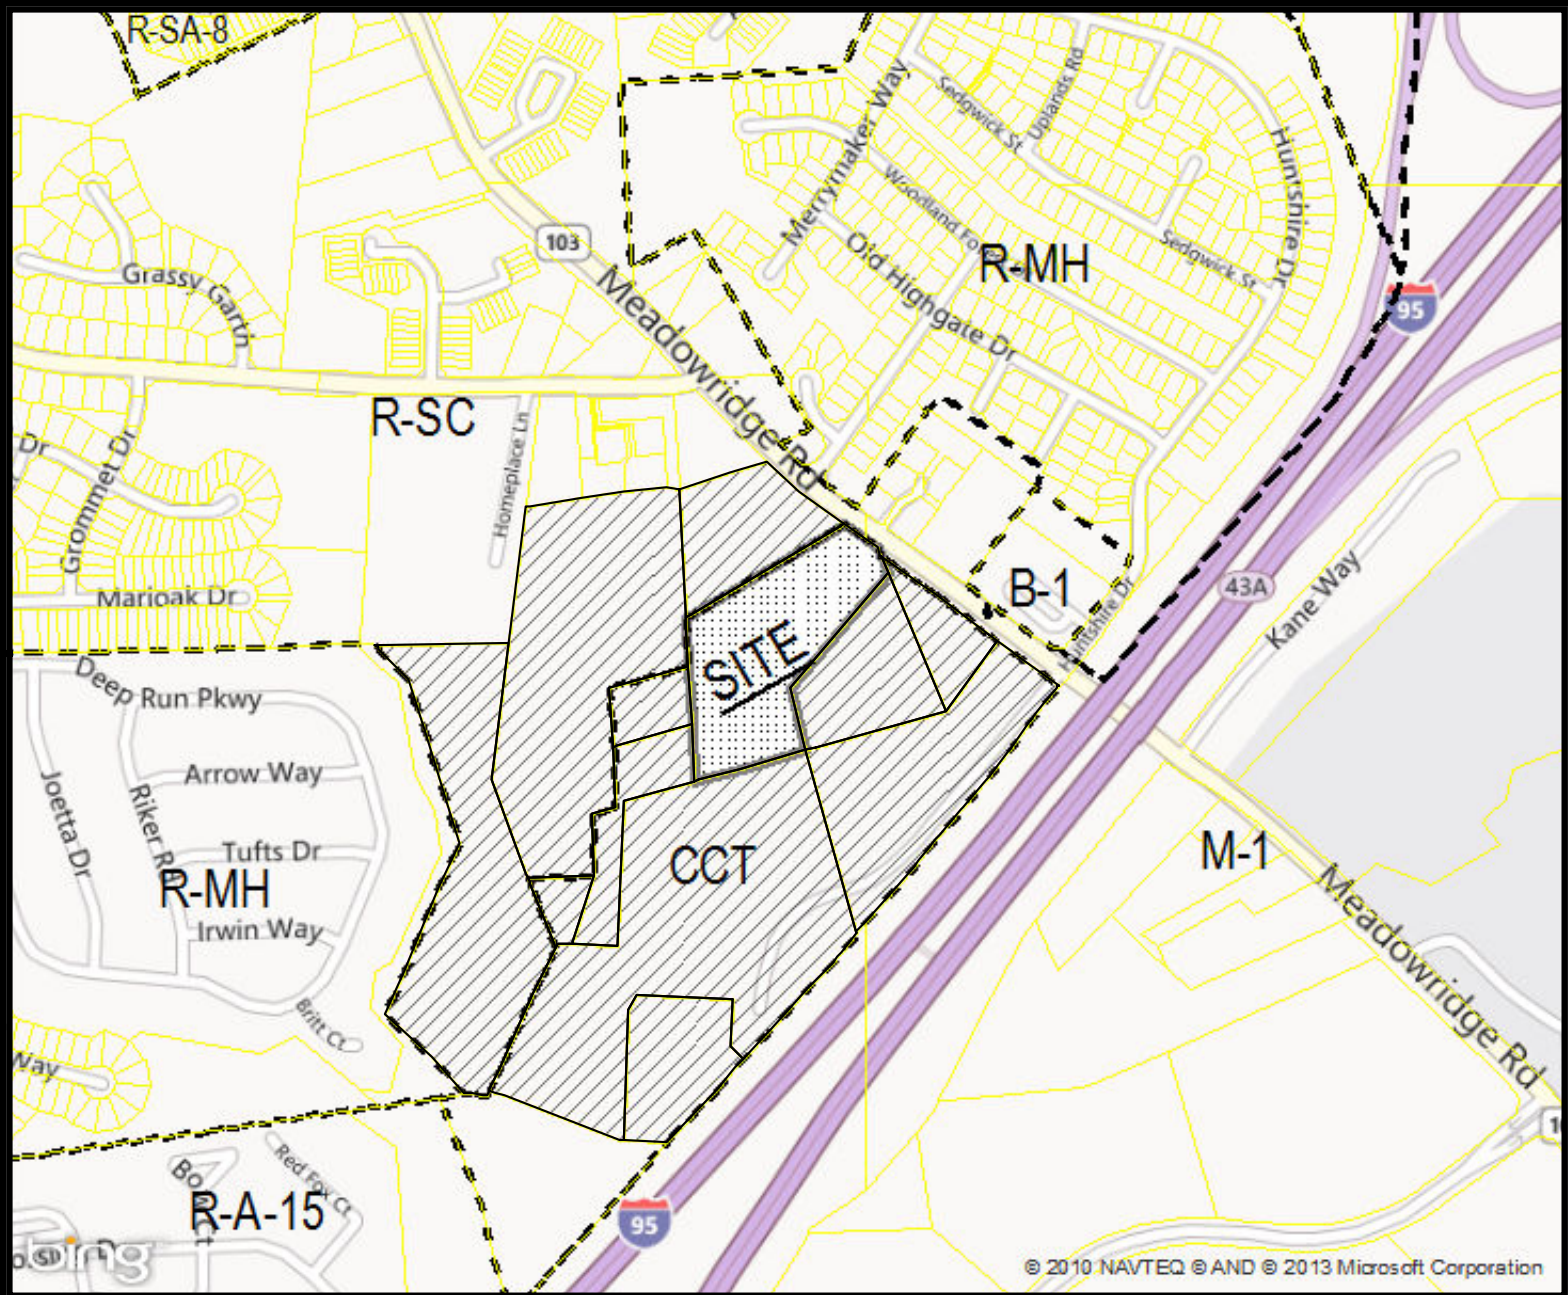 R-SA-8
Merrymaker Way
Sedgwick St
Uplands Rd
Huntshire Dr
103
Grassy Garth
Old Highgate Dr
R-MH
Sedgwick St
Meadowridge Rd
95
R-SC
Dr
Grommet Dr
Homeplace Ln
Marioak Dr
B-1
Huntshire Dr
43A
Kane Way
SITE
Deep Run Pkwy
Joetta Dr
Arrow Way
Riker Rd
Tufts Dr
CCT
M-1
R-MH
Irwin Way
Meadowridge Rd
Britt Ct
Way
Red Fox Ct
R-A-15
95
bing
© 2010 NAVTEQ © AND © 2013 Microsoft Corporation